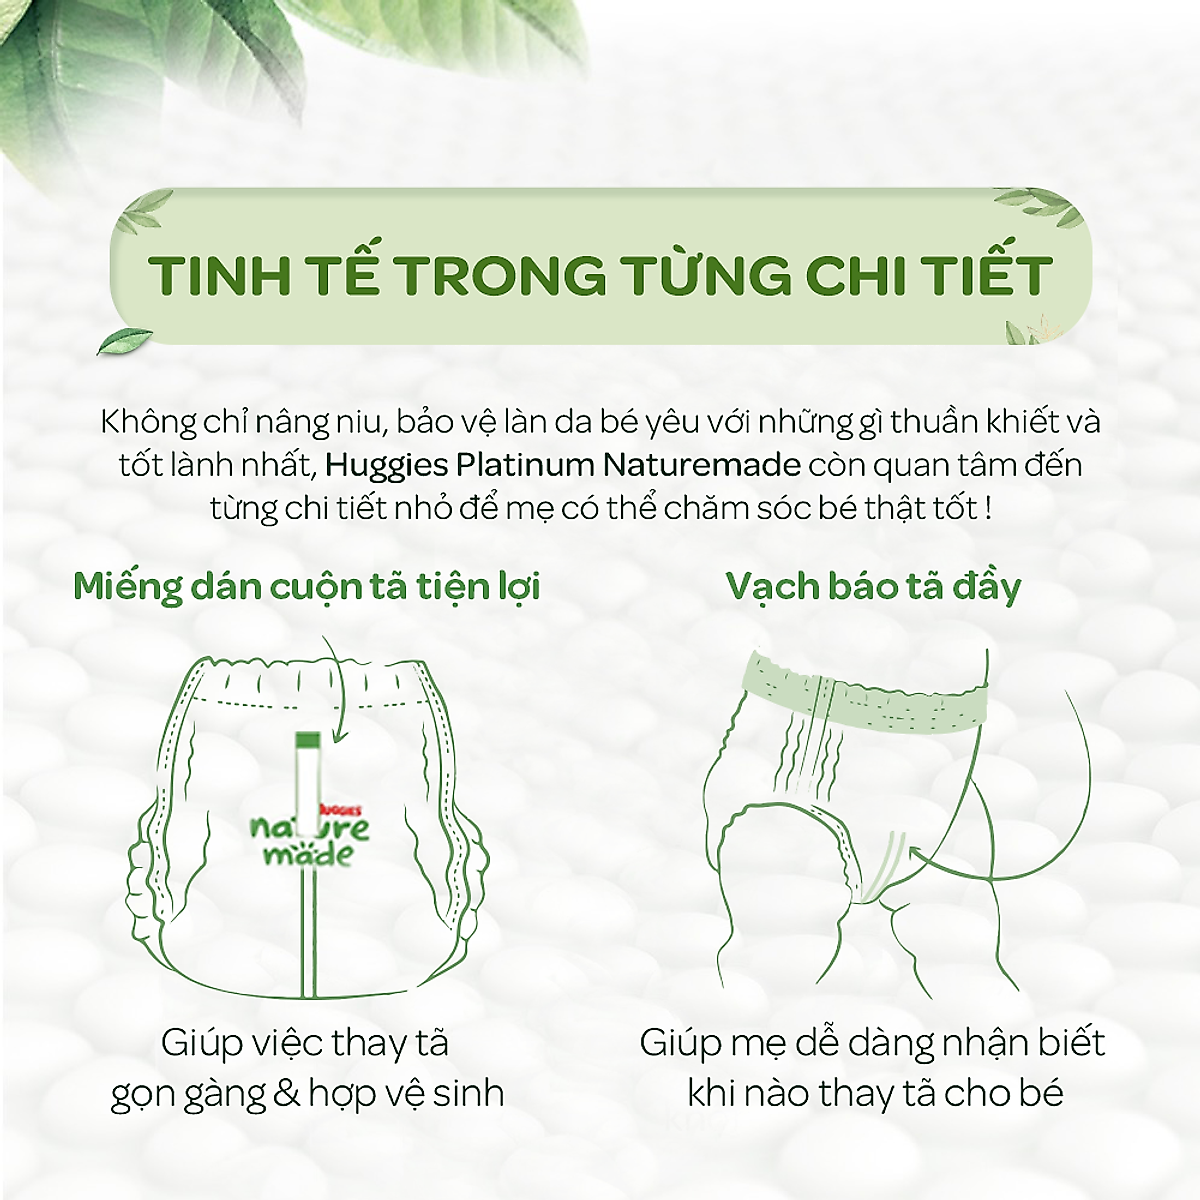 TINH TẾ TRONG TỪNG CHI TIẾT
Không chỉ nâng niu, bảo vệ làn da bé yêu với những gì thuần khiết và
tốt lành nhất, Huggies Platinum Naturemade còn quan tâm đến
từng chi tiết nhỏ để mẹ có thể chăm sóc bé thật tốt !
Miếng dán cuộn tã tiện lợi
Vạch báo tã đầy
HUGGIES
nature
made
Giúp việc thay tã
gọn gàng & hợp vệ sinh
Giúp mẹ dễ dàng nhận biết
khi nào thay tã cho bé